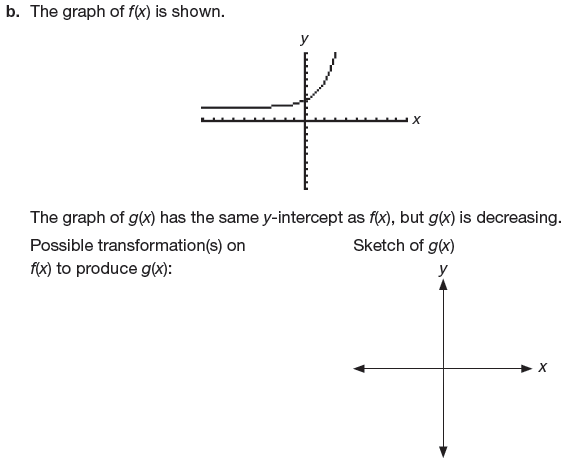 b. The graph of f(x) is shown.
y
x
The graph of g(x) has the same y-intercept as f(x), but g(x) is decreasing.
Possible transformation(s) on
f(x) to produce g(x):
Sketch of g(x)
y
x